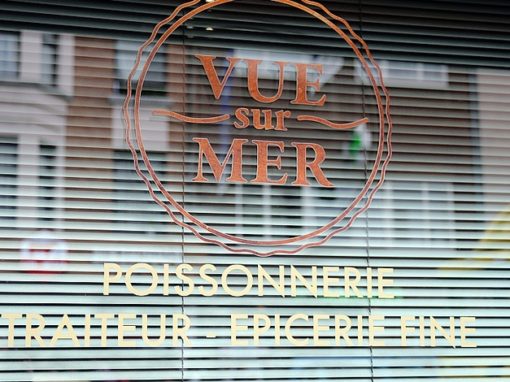 VUE
sur
MER
POISSONNERIE
TRAITEUR - EPICERIE FINE